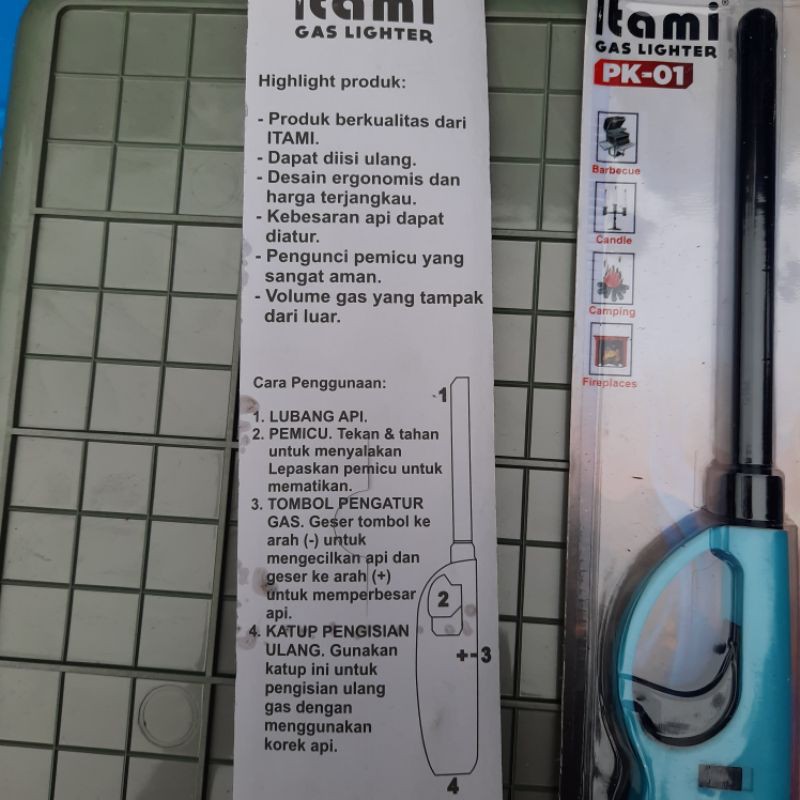 Itami
GAS LIGHTER
Highlight produk:
- Produk berkualitas dari
ITAMI.
- Dapat diisi ulang.
- Desain ergonomis dan
harga terjangkau.
- Kebesaran api dapat
diatur.
- Pengunci pemicu yang
sangat aman.
- Volume gas yang tampak
dari luar.
Cara Penggunaan:
1. LUBANG API.
2. PEMICU. Tekan & tahan
untuk menyalakan
Lepaskan pemicu untuk
mematikan.
3. TOMBOL PENGATUR
GAS. Geser tombol ke
arah (-) untuk
mengecilkan api dan
geser ke arah (+)
untuk memperbesar
api.
4. KATUP PENGISIAN
ULANG. Gunakan
katup ini untuk
pengisian ulang
gas dengan
menggunakan
korek api.
1
2
+-3
4
Itami®
GAS LIGHTER
PK-01
Barbecue
Candle
Camping
Fireplaces